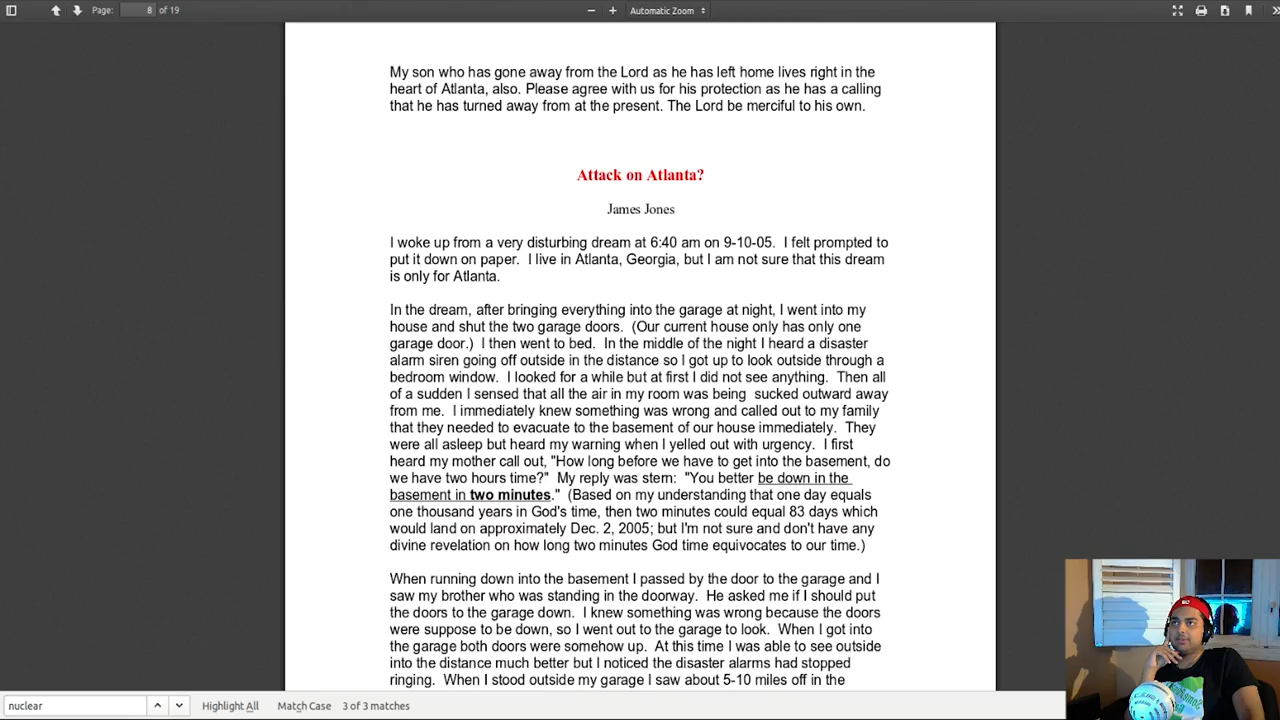 Page: 8 of 19
Automatic Zoom
My son who has gone away from the Lord as he has left home lives right in the
heart of Atlanta, also. Please agree with us for his protection as he has a calling
that he has turned away from at the present. The Lord be merciful to his own.
Attack on Atlanta?
James Jones
I woke up from a very disturbing dream at 6:40 am on 9-10-05. I felt prompted to
put it down on paper. I live in Atlanta, Georgia, but I am not sure that this dream
is only for Atlanta.
In the dream, after bringing everything into the garage at night, I went into my
house and shut the two garage doors. (Our current house only has only one
garage door.) I then went to bed. In the middle of the night I heard a disaster
alarm siren going off outside in the distance so I got up to look outside through a
bedroom window. I looked for a while but at first I did not see anything. Then all
of a sudden I sensed that all the air in my room was being sucked outward away
from me. I immediately knew something was wrong and called out to my family
that they needed to evacuate to the basement of our house immediately. They
were all asleep but heard my warning when I yelled out with urgency. I first
heard my mother call out, "How long before we have to get into the basement, do
we have two hours time?" My reply was stern: "You better be down in the
basement in two minutes." (Based on my understanding that one day equals
one thousand years in God's time, then two minutes could equal 83 days which
would land on approximately Dec. 2, 2005; but I'm not sure and don't have any
divine revelation on how long two minutes God time equivocates to our time.)
When running down into the basement I passed by the door to the garage and I
saw my brother who was standing in the doorway. He asked me if I should put
the doors to the garage down. I knew something was wrong because the doors
were suppose to be down, so I went out to the garage to look. When I got into
the garage both doors were somehow up. At this time I was able to see outside
into the distance much better but I noticed the disaster alarms had stopped
ringing. When I stood outside my garage I saw about 5-10 miles off in the
nuclear
Highlight All
Match Case
3 of 3 matches